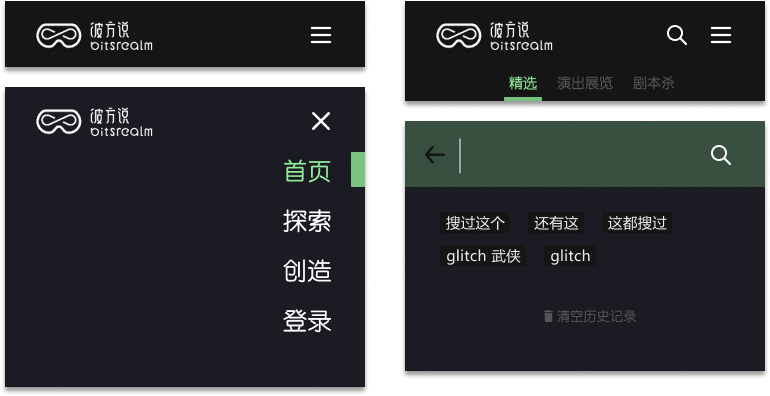 彼方说
bitsrealm
彼方说
bitsrealm
首页
探索
创造
登录
彼方说
bitsrealm
精选 演出展览 剧本杀
搜过这个 还有这 这都搜过
glitch 武侠 glitch
清空历史记录